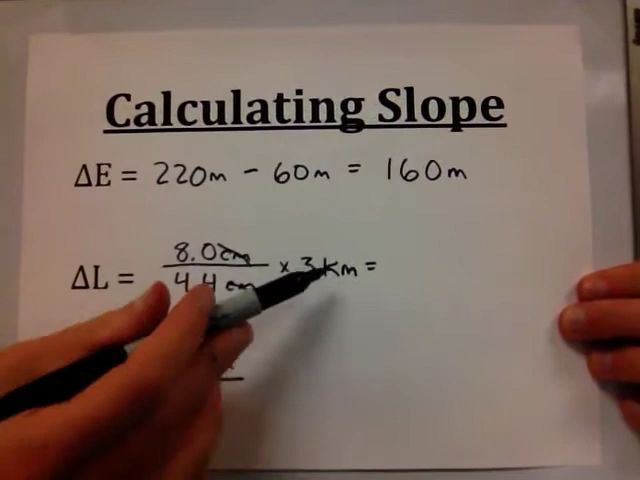 Calculating Slope
ΔE = 220m - 60m = 160m
8.0cm
ΔL = ——— × 3km =
4.4cm